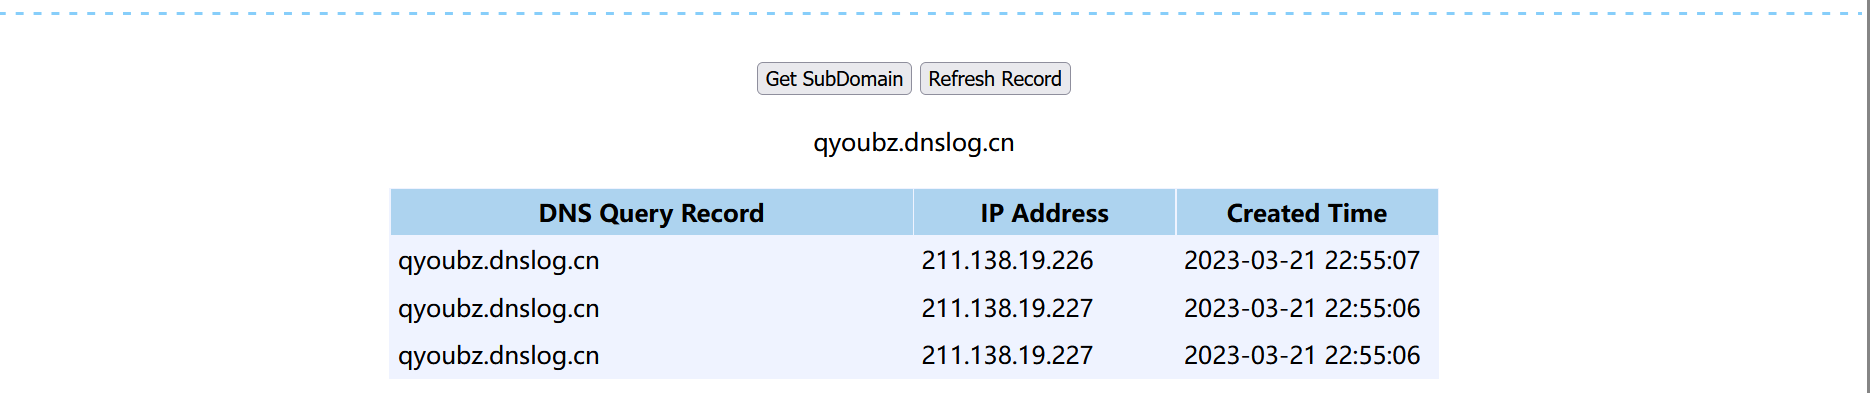 Get SubDomain Refresh Record
qyoubz.dnslog.cn
DNS Query Record IP Address Created Time
qyoubz.dnslog.cn 211.138.19.226 2023-03-21 22:55:07
qyoubz.dnslog.cn 211.138.19.227 2023-03-21 22:55:06
qyoubz.dnslog.cn 211.138.19.227 2023-03-21 22:55:06